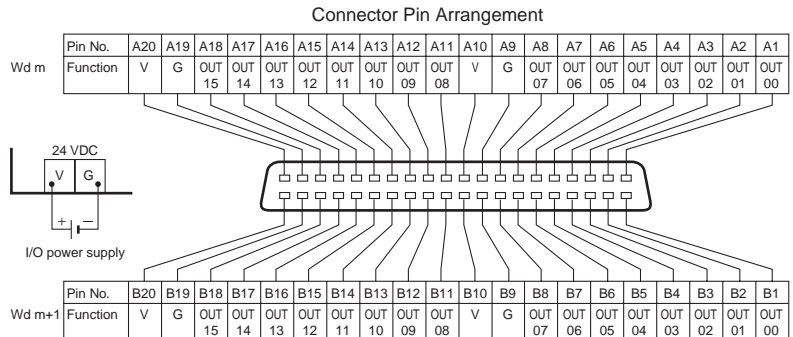 Connector Pin Arrangement
Pin No. A20 A19 A18 A17 A16 A15 A14 A13 A12 A11 A10 A9 A8 A7 A6 A5 A4 A3 A2 A1
Wd m Function V G OUT 15 OUT 14 OUT 13 OUT 12 OUT 11 OUT 10 OUT 09 OUT 08 V G OUT 07 OUT 06 OUT 05 OUT 04 OUT 03 OUT 02 OUT 01 OUT 00
24 VDC
V G
+ −
I/O power supply
Pin No. B20 B19 B18 B17 B16 B15 B14 B13 B12 B11 B10 B9 B8 B7 B6 B5 B4 B3 B2 B1
Wd m+1 Function V G OUT 15 OUT 14 OUT 13 OUT 12 OUT 11 OUT 10 OUT 09 OUT 08 V G OUT 07 OUT 06 OUT 05 OUT 04 OUT 03 OUT 02 OUT 01 OUT 00